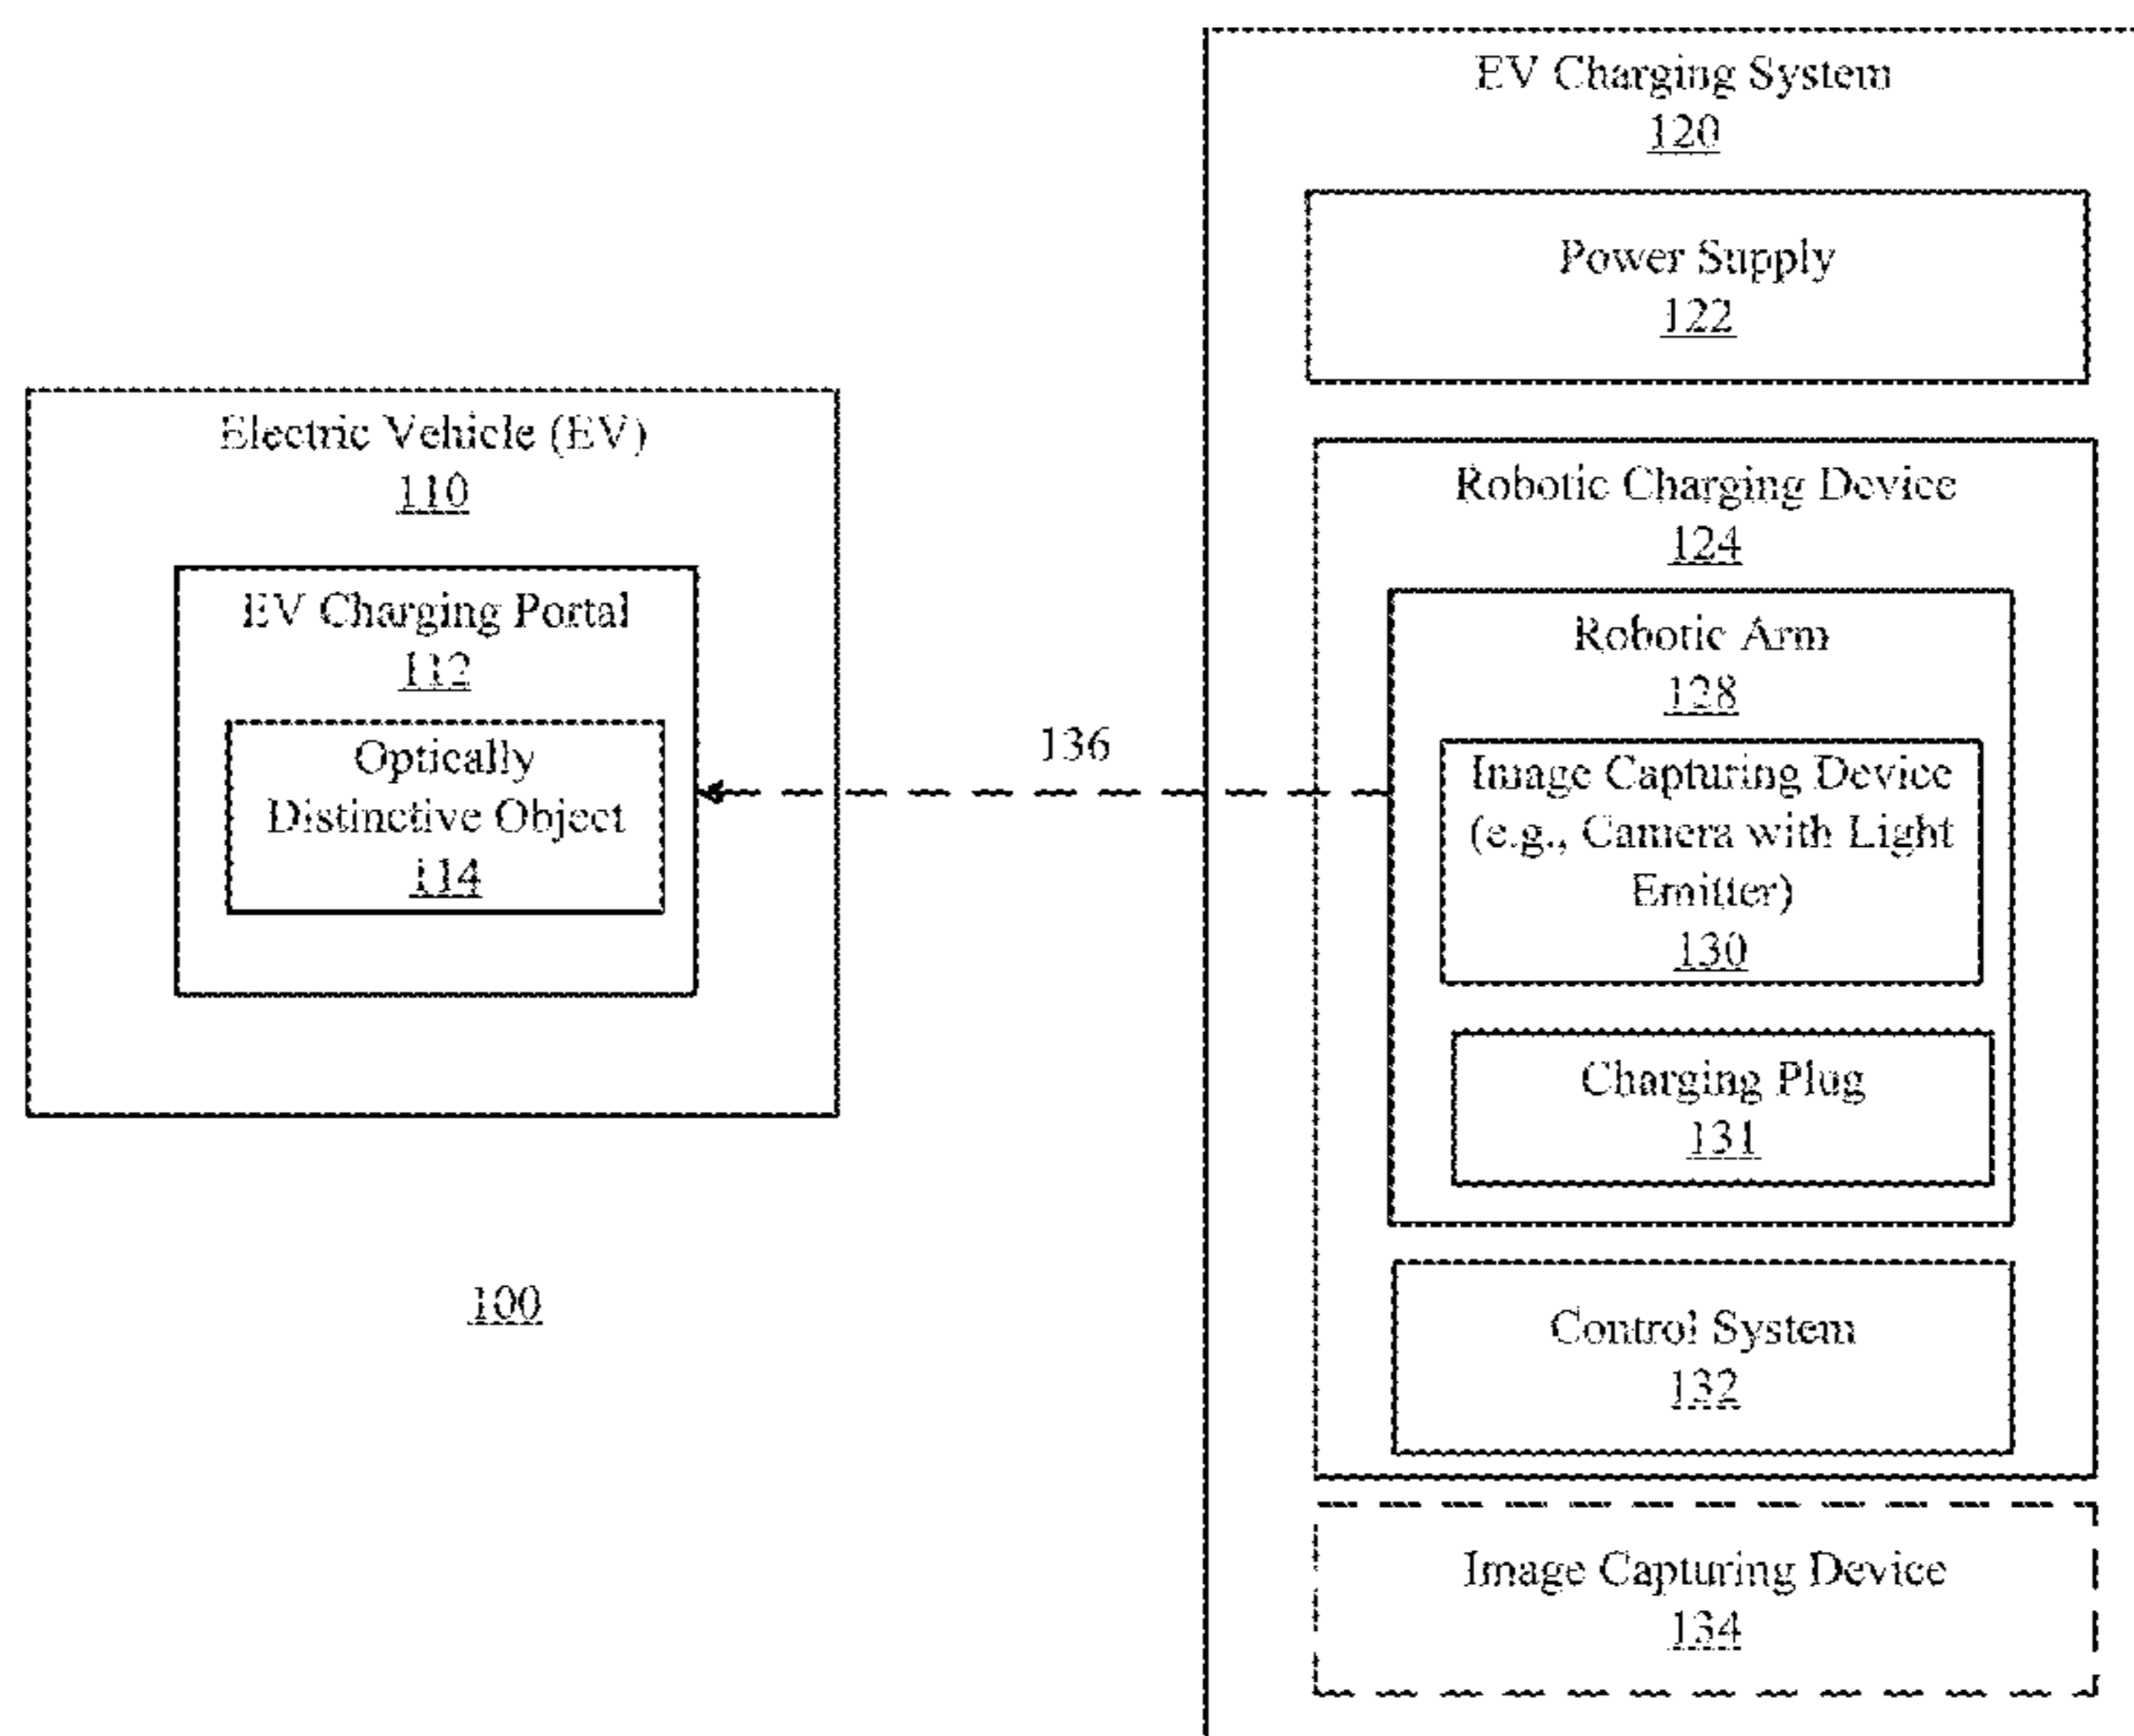 EV Charging System
120
Power Supply
122
Electric Vehicle (EV)
110
EV Charging Portal
112
Optically
Distinctive Object
114
136
Robotic Charging Device
124
Robotic Arm
128
Image Capturing Device
(e.g., Camera with Light
Emitter)
130
Charging Plug
131
Control System
132
Image Capturing Device
134
100